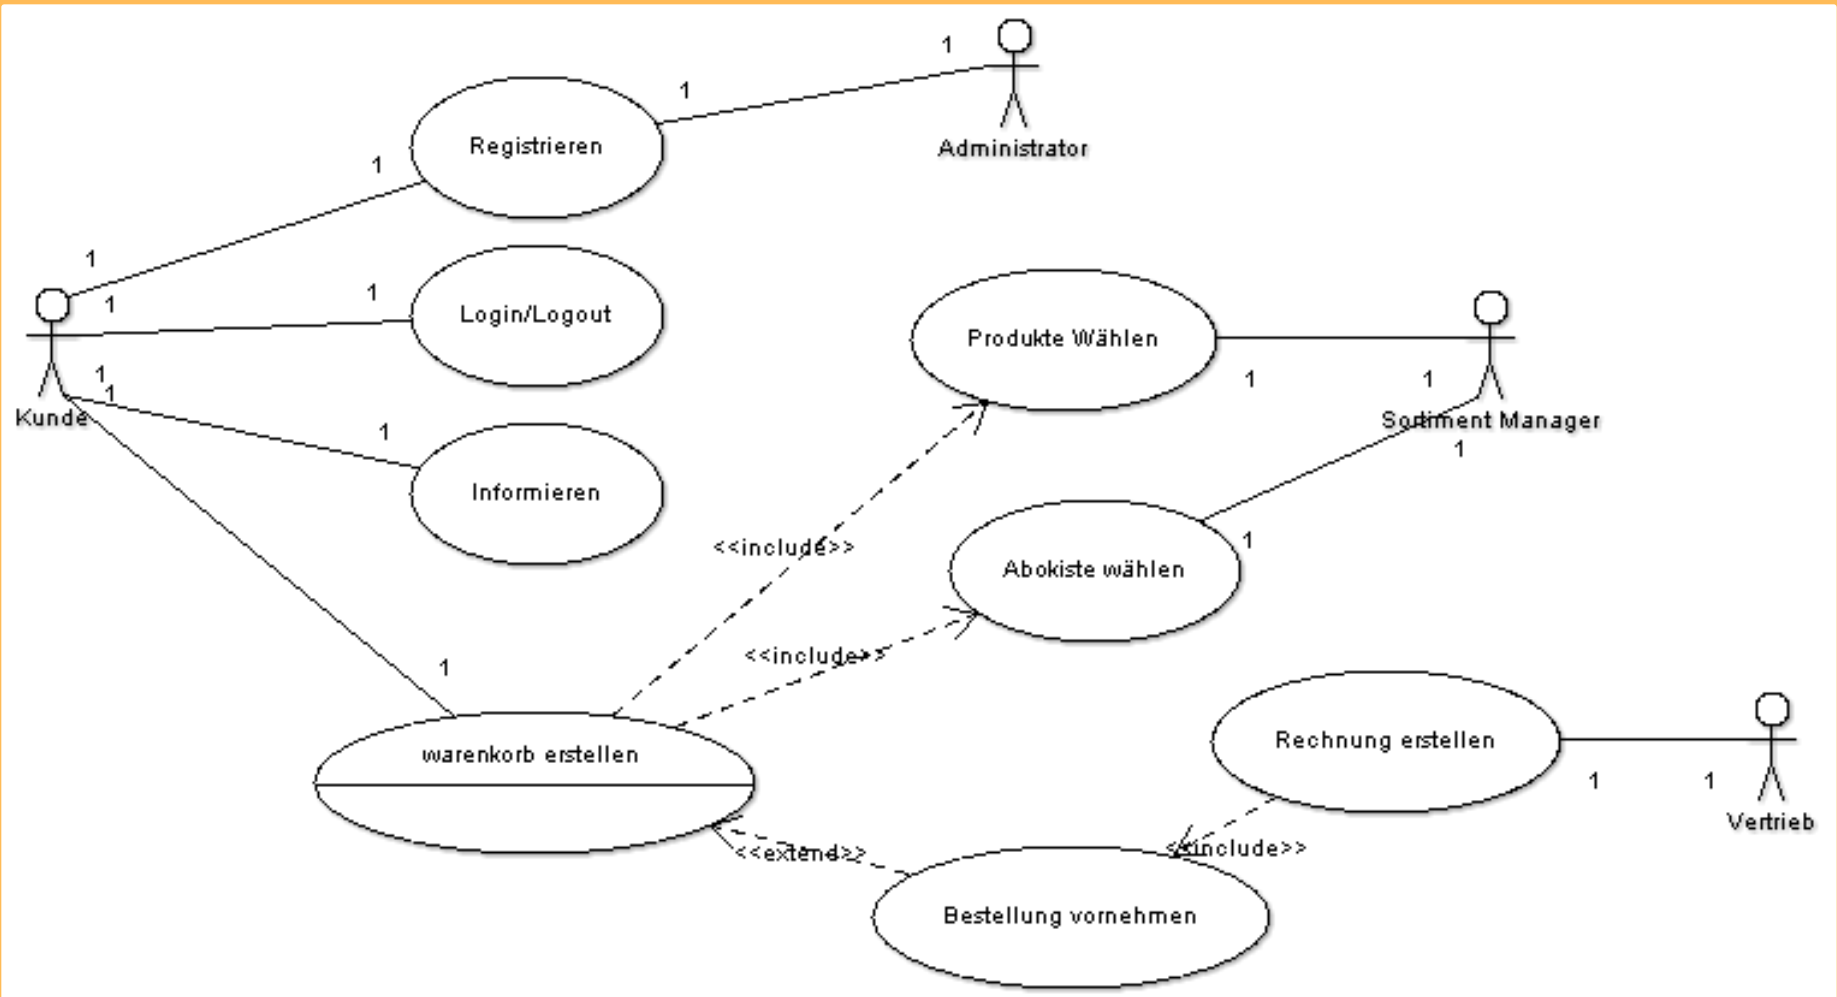 1
Administrator
1
Registrieren
1
1
1
Login/Logout
1
Kunde
1
1
Informieren
1
Produkte Wählen
1
1
Sortiment Manager
1
Abokiste wählen
1
<<include>>
<<include>>
1
warenkorb erstellen
Rechnung erstellen
1
1
Vertrieb
<<extend>>
<<include>>
Bestellung vornehmen